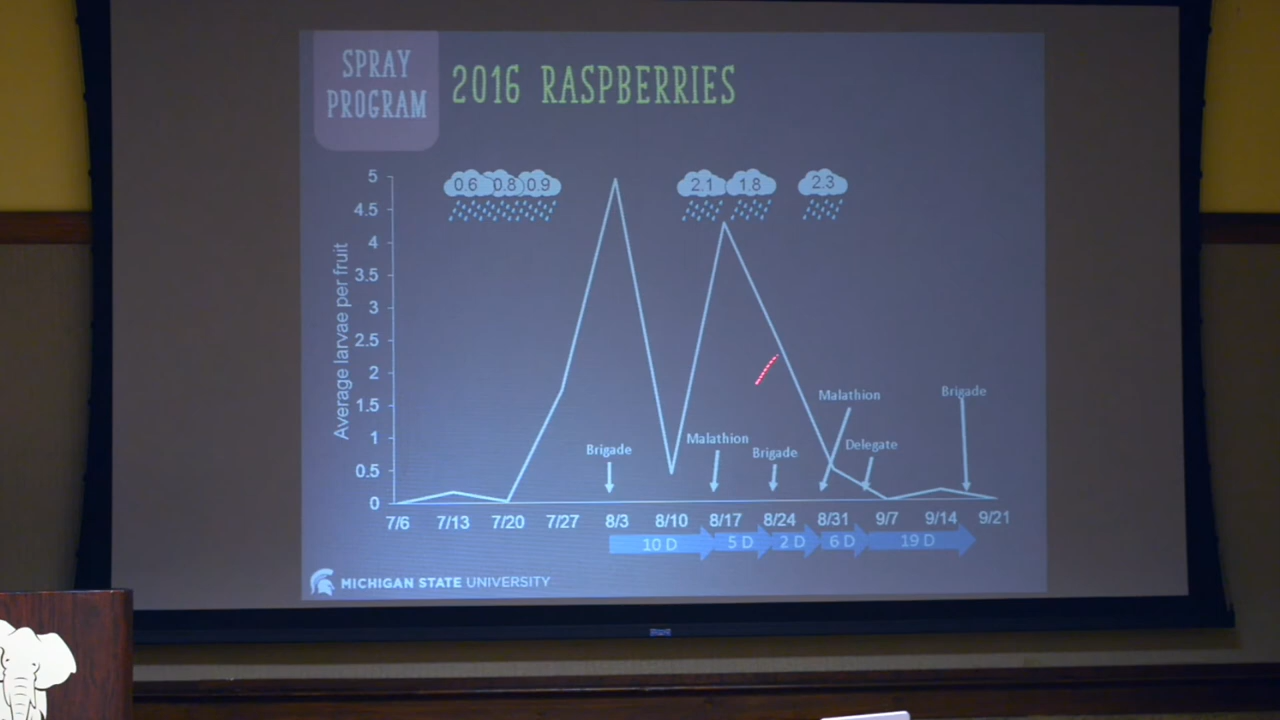 SPRAY
PROGRAM
2016 RASPBERRIES
0.6 0.8 0.9 2.1 1.8 2.3
Average larvae per fruit
5
4.5
4
3.5
3
2.5
2
1.5
1
0.5
0
Brigade
Malathion
Brigade
Malathion
Delegate
Brigade
7/6 7/13 7/20 7/27 8/3 8/10 8/17 8/24 8/31 9/7 9/14 9/21
10 D 5 D 2 D 6 D 19 D
MICHIGAN STATE UNIVERSITY